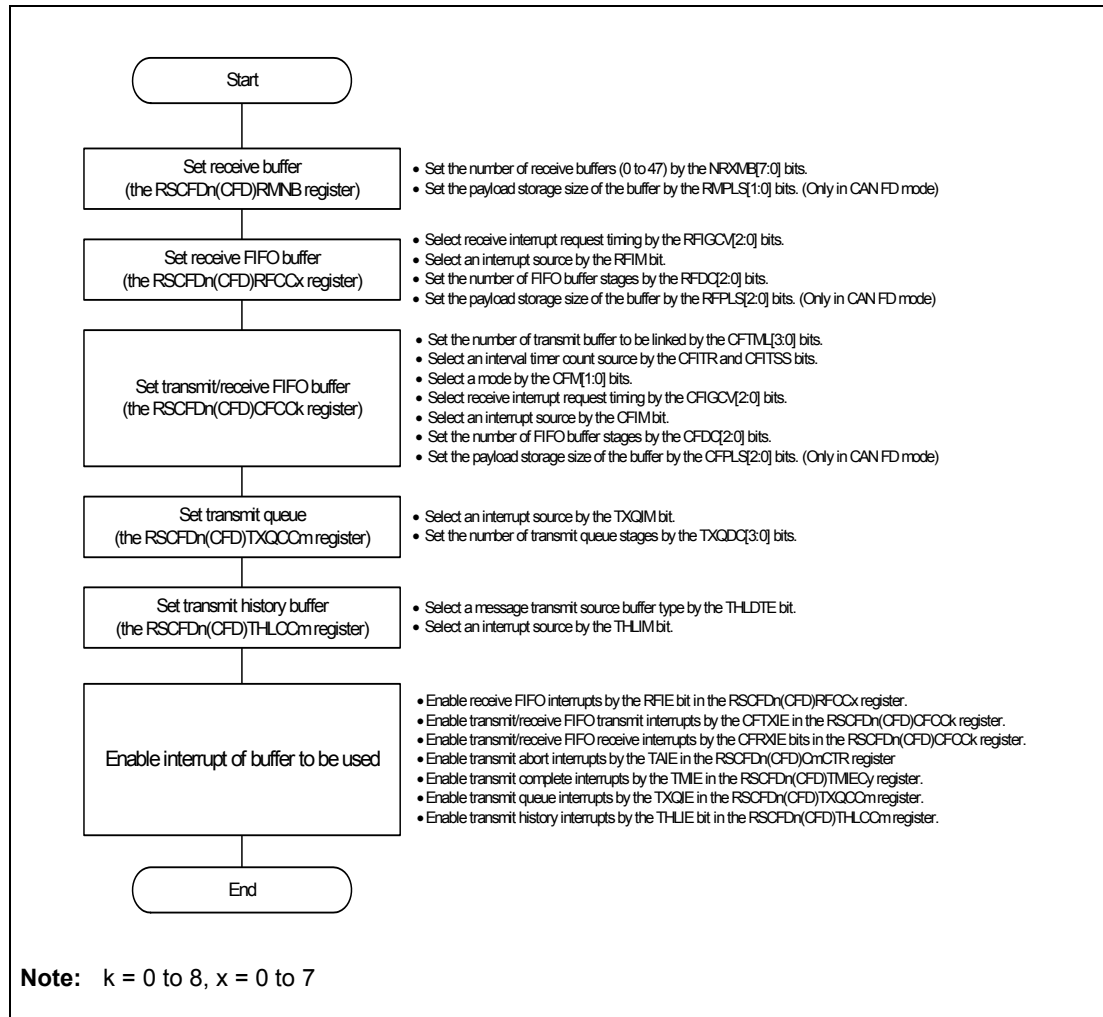 Start
Set receive buffer
(the RSCFDn(CFD)RMNB register)
• Set the number of receive buffers (0 to 47) by the NRXMB[7:0] bits.
• Set the payload storage size of the buffer by the RMPLS[1:0] bits. (Only in CAN FD mode)
Set receive FIFO buffer
(the RSCFDn(CFD)RFCCx register)
• Select receive interrupt request timing by the RFIGCV[2:0] bits.
• Select an interrupt source by the RFIM bit.
• Set the number of FIFO buffer stages by the RFDC[2:0] bits.
• Set the payload storage size of the buffer by the RFPLS[2:0] bits. (Only in CAN FD mode)
Set transmit/receive FIFO buffer
(the RSCFDn(CFD)CFCCk register)
• Set the number of transmit buffer to be linked by the CFTML[3:0] bits.
• Select an interval timer count source by the CFITR and CFITSS bits.
• Select a mode by the CFM[1:0] bits.
• Select receive interrupt request timing by the CFIGCV[2:0] bits.
• Select an interrupt source by the CFIM bit.
• Set the number of FIFO buffer stages by the CFDC[2:0] bits.
• Set the payload storage size of the buffer by the CFPLS[2:0] bits. (Only in CAN FD mode)
Set transmit queue
(the RSCFDn(CFD)TXQCCm register)
• Select an interrupt source by the TXQIM bit.
• Set the number of transmit queue stages by the TXQDC[3:0] bits.
Set transmit history buffer
(the RSCFDn(CFD)THLCCm register)
• Select a message transmit source buffer type by the THLDTE bit.
• Select an interrupt source by the THLIM bit.
Enable interrupt of buffer to be used
• Enable receive FIFO interrupts by the RFIE bit in the RSCFDn(CFD)RFCCx register.
• Enable transmit/receive FIFO transmit interrupts by the CFTXIE in the RSCFDn(CFD)CFCCk register.
• Enable transmit/receive FIFO receive interrupts by the CFRXIE bits in the RSCFDn(CFD)CFCCk register.
• Enable transmit abort interrupts by the TAIE in the RSCFDn(CFD)CmCTR register
• Enable transmit complete interrupts by the TMIE in the RSCFDn(CFD)TMIECy register.
• Enable transmit queue interrupts by the TXQIE in the RSCFDn(CFD)TXQCCm register.
• Enable transmit history interrupts by the THLIE bit in the RSCFDn(CFD)THLCCm register.
End
Note: k = 0 to 8, x = 0 to 7